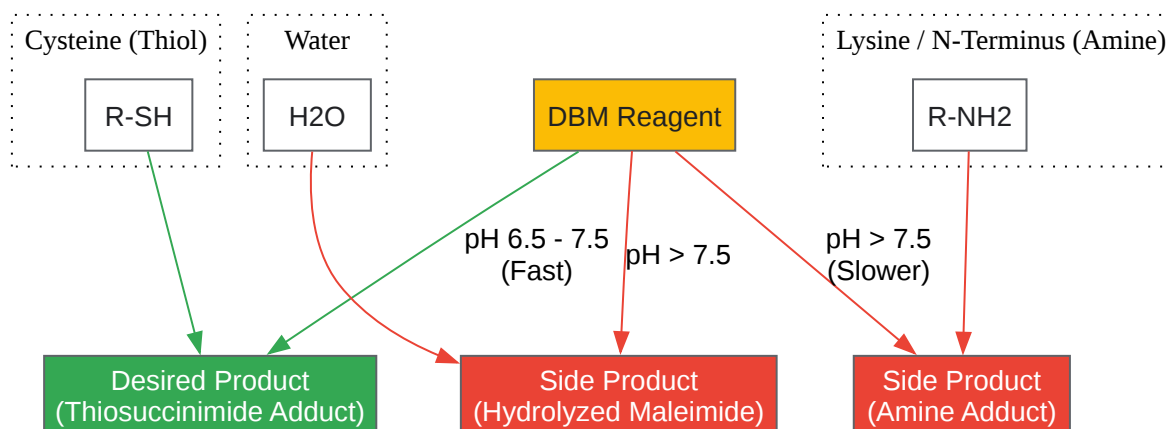 Cysteine (Thiol)
Water
Lysine / N-Terminus (Amine)
R-SH
H2O
DBM Reagent
R-NH2
pH 6.5 - 7.5
(Fast)
pH > 7.5
pH > 7.5
(Slower)
Desired Product
(Thiosuccinimide Adduct)
Side Product
(Hydrolyzed Maleimide)
Side Product
(Amine Adduct)